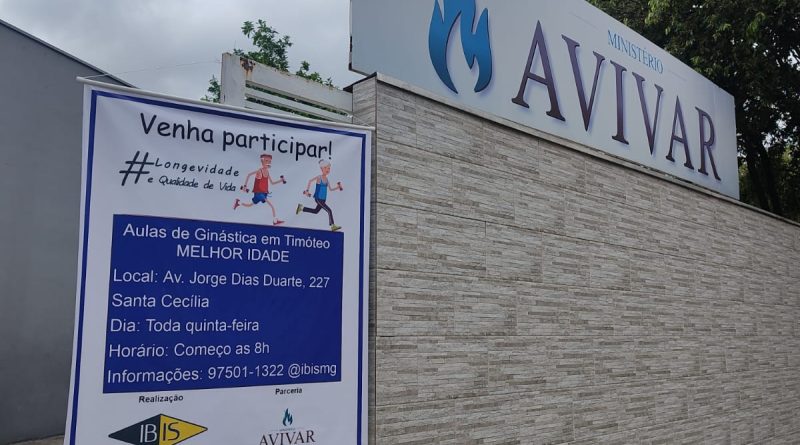 MINISTÉRIO
AVIVAR
Venha participar!
#Longevidade
e Qualidade de Vida
Aulas de Ginástica em Timóteo
MELHOR IDADE
Local: Av. Jorge Dias Duarte, 227
Santa Cecília
Dia: Toda quinta-feira
Horário: Começo as 8h
Informações: 97501-1322 @ibismg
Realização
IBIS
Parceria
AVIVAR